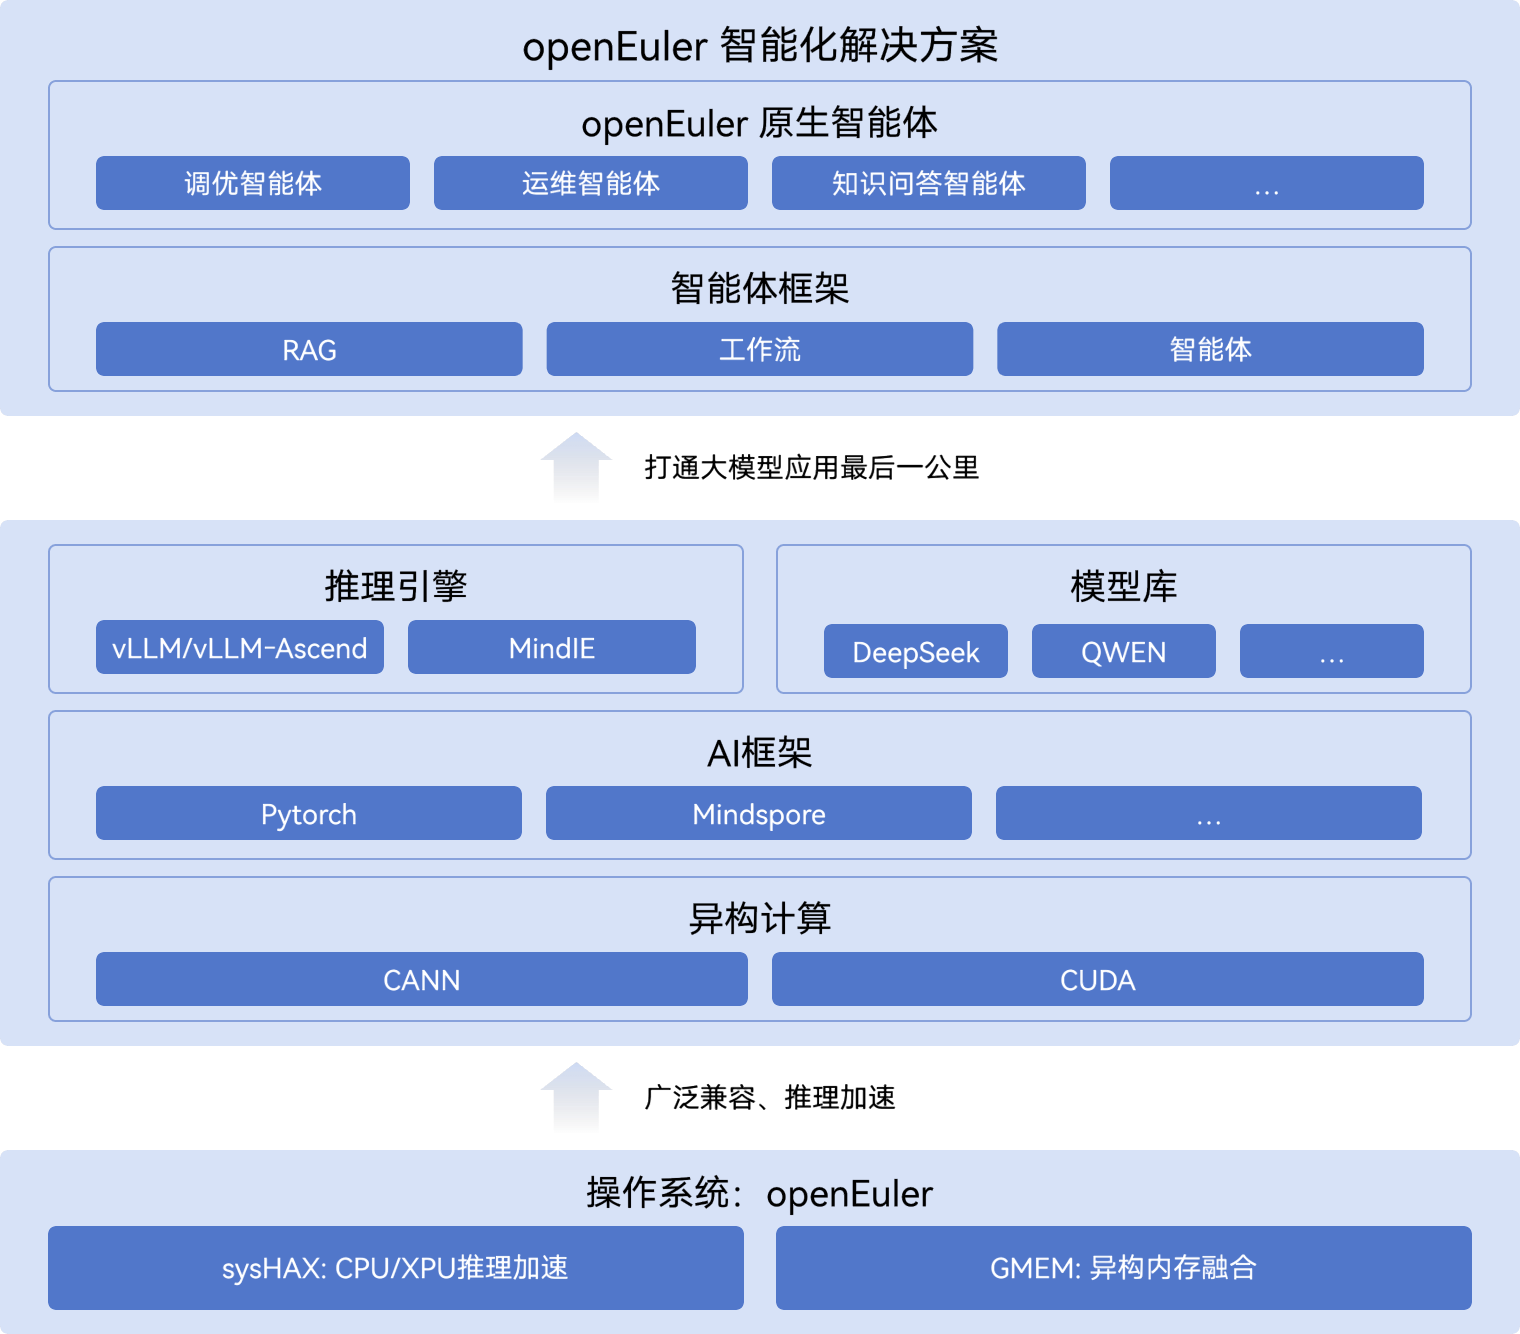 openEuler 智能化解决方案
openEuler 原生智能体
调优智能体
运维智能体
知识问答智能体
...
智能体框架
RAG
工作流
智能体
打通大模型应用最后一公里
推理引擎
vLLM/vLLM-Ascend
MindIE
模型库
DeepSeek
QWEN
...
AI框架
Pytorch
Mindspore
...
异构计算
CANN
CUDA
广泛兼容、推理加速
操作系统：openEuler
sysHAX: CPU/XPU推理加速
GMEM: 异构内存融合